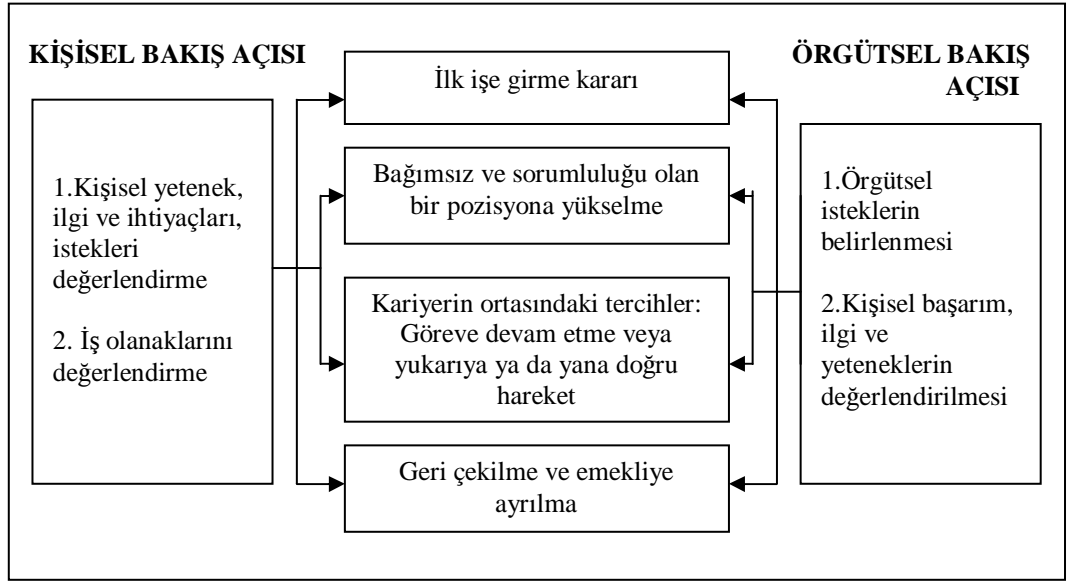 KİŞİSEL BAKIŞ AÇISI
1.Kişisel yetenek,
ilgi ve ihtiyaçları,
istekleri
değerlendirme
2. İş olanaklarını
değerlendirme
İlk işe girme kararı
Bağımsız ve sorumluluğu olan
bir pozisyona yükselme
Kariyerin ortasındaki tercihler:
Göreve devam etme veya
yukarıya ya da yana doğru
hareket
Geri çekilme ve emekliye
ayrılma
ÖRGÜTSEL BAKIŞ
AÇISI
1.Örgütsel
isteklerin
belirlenmesi
2.Kişisel başarım,
ilgi ve
yeteneklerin
değerlendirilmesi